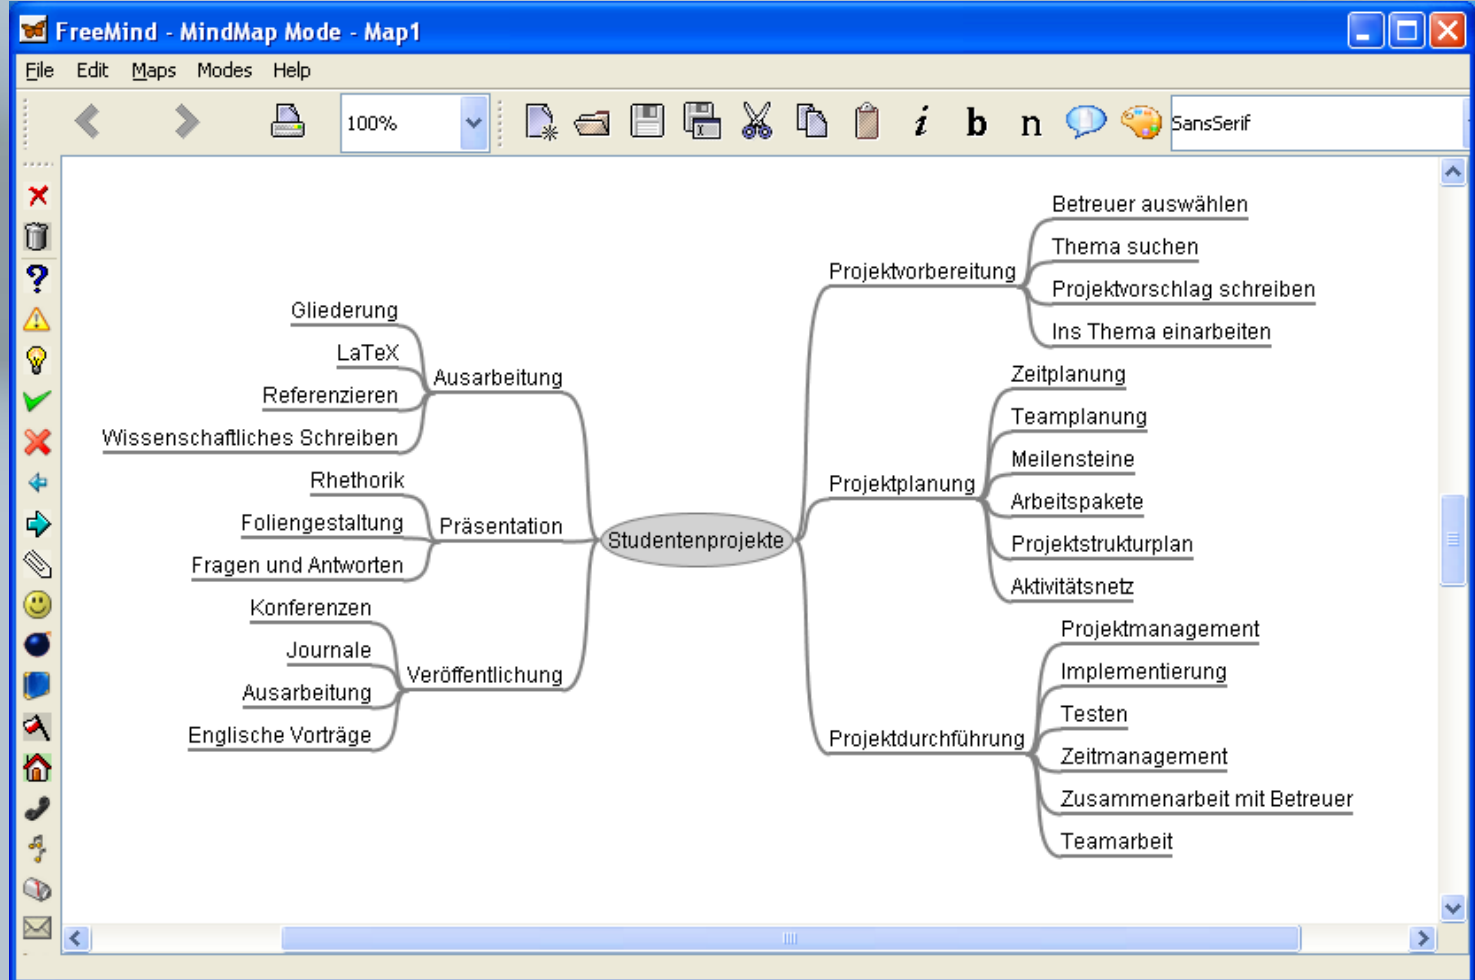 FreeMind - MindMap Mode - Map1
File Edit Maps Modes Help
100%
i b n
SansSerif
Studentenprojekte
Ausarbeitung
Gliederung
LaTeX
Referenzieren
Wissenschaftliches Schreiben
Präsentation
Rhethorik
Foliengestaltung
Fragen und Antworten
Veröffentlichung
Konferenzen
Journale
Ausarbeitung
Englische Vorträge
Projektvorbereitung
Betreuer auswählen
Thema suchen
Projektvorschlag schreiben
Ins Thema einarbeiten
Projektplanung
Zeitplanung
Teamplanung
Meilensteine
Arbeitspakete
Projektstrukturplan
Aktivitätsnetz
Projektdurchführung
Projektmanagement
Implementierung
Testen
Zeitmanagement
Zusammenarbeit mit Betreuer
Teamarbeit